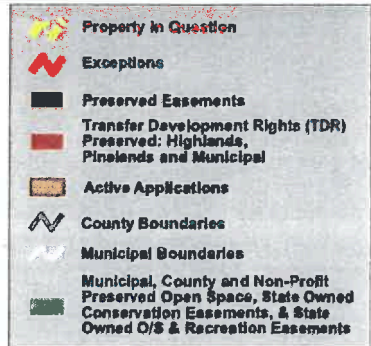 Property In Question
Exceptions
Preserved Easements
Transfer Development Rights (TDR)
Preserved: Highlands,
Pinelands and Municipal
Active Applications
County Boundaries
Municipal Boundaries
Municipal, County and Non-Profit
Preserved Open Space, State Owned
Conservation Easements, & State
Owned O/S & Recreation Easements